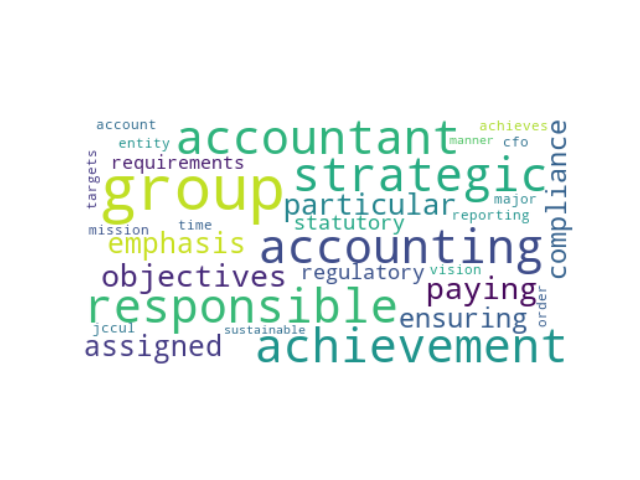 account
achieves
accountant
manner
cfo
entity
compliance
requirements
targets
strategic
group
particular
major
reporting
statutory
mission
time
emphasis
accounting
regulatory
vision
objectives
paying
order
responsible
ensuring
jccul
sustainable
assigned
achievement